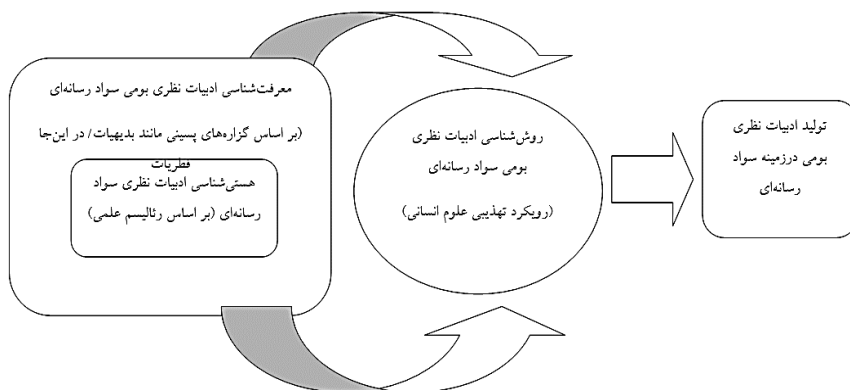 معرفت‌شناسی ادبیات نظری بومی سواد رسانه‌ای
(بر اساس گزاره‌های پسینی مانند بدیهیات/ در این‌جا
فطریات
هستی‌شناسی ادبیات نظری سواد
رسانه‌ای (بر اساس رئالیسم علمی)
روش‌شناسی ادبیات نظری
بومی سواد رسانه‌ای
(رویکرد تهذیبی علوم انسانی)
تولید ادبیات نظری
بومی درزمینه سواد
رسانه‌ای